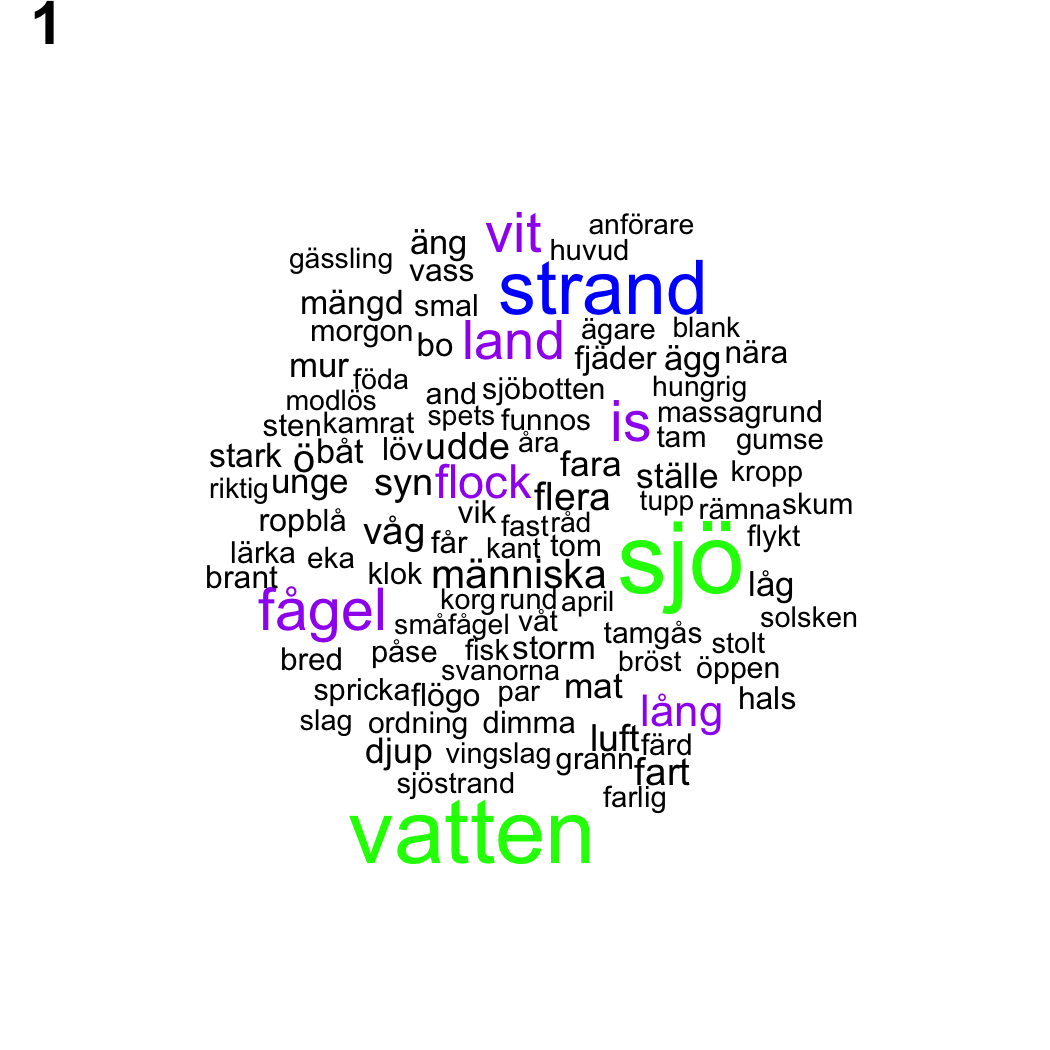 1
vit anförare
äng huvud
gässling vass
strand
mängd smal
morgon bo land ägare blank
mur fjäder ägg nära
föda and sjöbotten hungrig
modlös spets funnos is massa grund
sten kamrat löv udde åra tam gumse
stark ö båt fara ställe kropp
riktig unge syn flock flera tupp rämna skum
rop blå våg vik fast råd sjö flykt
lärka eka får kant tom
brant klok människa låg
fågel korg rund april solsken
småfågel våt tamgås stolt
bred påse fisk storm bröst öppen
svanorna
spricka flögo par mat lång hals
slag ordning dimma luft färd
djup vingslag grann fart
sjöstrand farlig
vatten